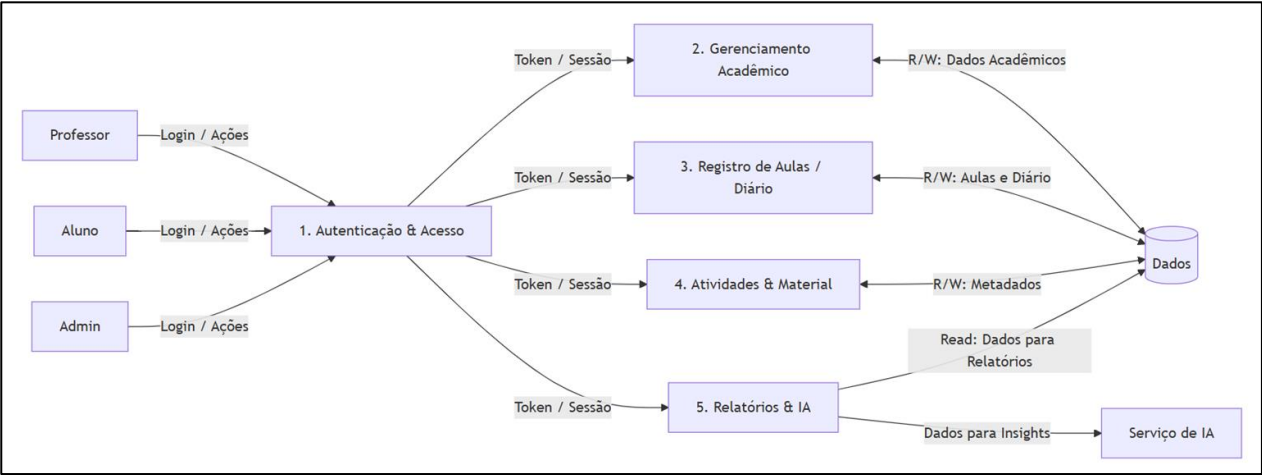 Professor
Login / Ações
Aluno
Login / Ações
Admin
Login / Ações
1. Autenticação & Acesso
Token / Sessão
2. Gerenciamento
Acadêmico
R/W: Dados Acadêmicos
Token / Sessão
3. Registro de Aulas /
Diário
R/W: Aulas e Diário
Token / Sessão
4. Atividades & Material
R/W: Metadados
Token / Sessão
5. Relatórios & IA
Read: Dados para
Relatórios
Dados para Insights
Dados
Serviço de IA